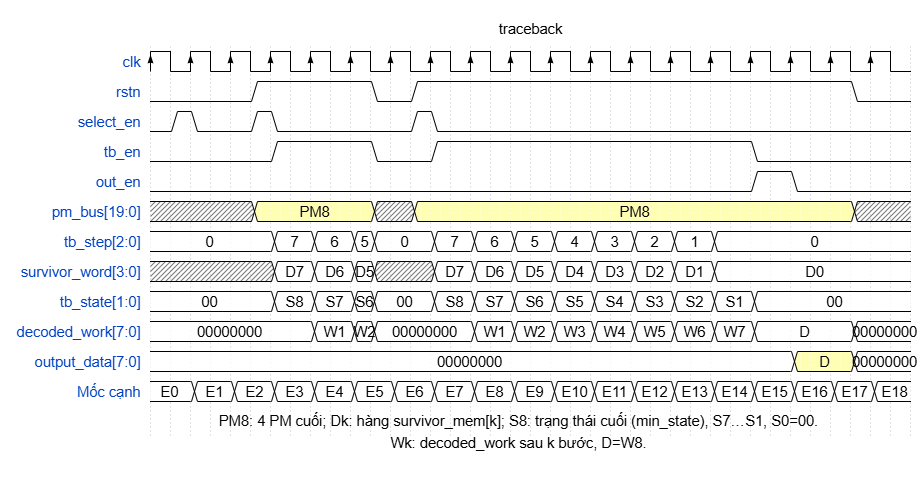 traceback
clk
rstn
select_en
tb_en
out_en
pm_bus[19:0] PM8 PM8
tb_step[2:0] 0 7 6 5 0 7 6 5 4 3 2 1 0
survivor_word[3:0] D7 D6 D5 D7 D6 D5 D4 D3 D2 D1 D0
tb_state[1:0] 00 S8 S7 S6 00 S8 S7 S6 S5 S4 S3 S2 S1 00
decoded_work[7:0] 00000000 W1 W2 00000000 W1 W2 W3 W4 W5 W6 W7 D 00000000
output_data[7:0] 00000000 D 00000000
Mốc cạnh E0 E1 E2 E3 E4 E5 E6 E7 E8 E9 E10 E11 E12 E13 E14 E15 E16 E17 E18
PM8: 4 PM cuối; Dk: hàng survivor_mem[k]; S8: trạng thái cuối (min_state), S7…S1, S0=00.
Wk: decoded_work sau k bước, D=W8.